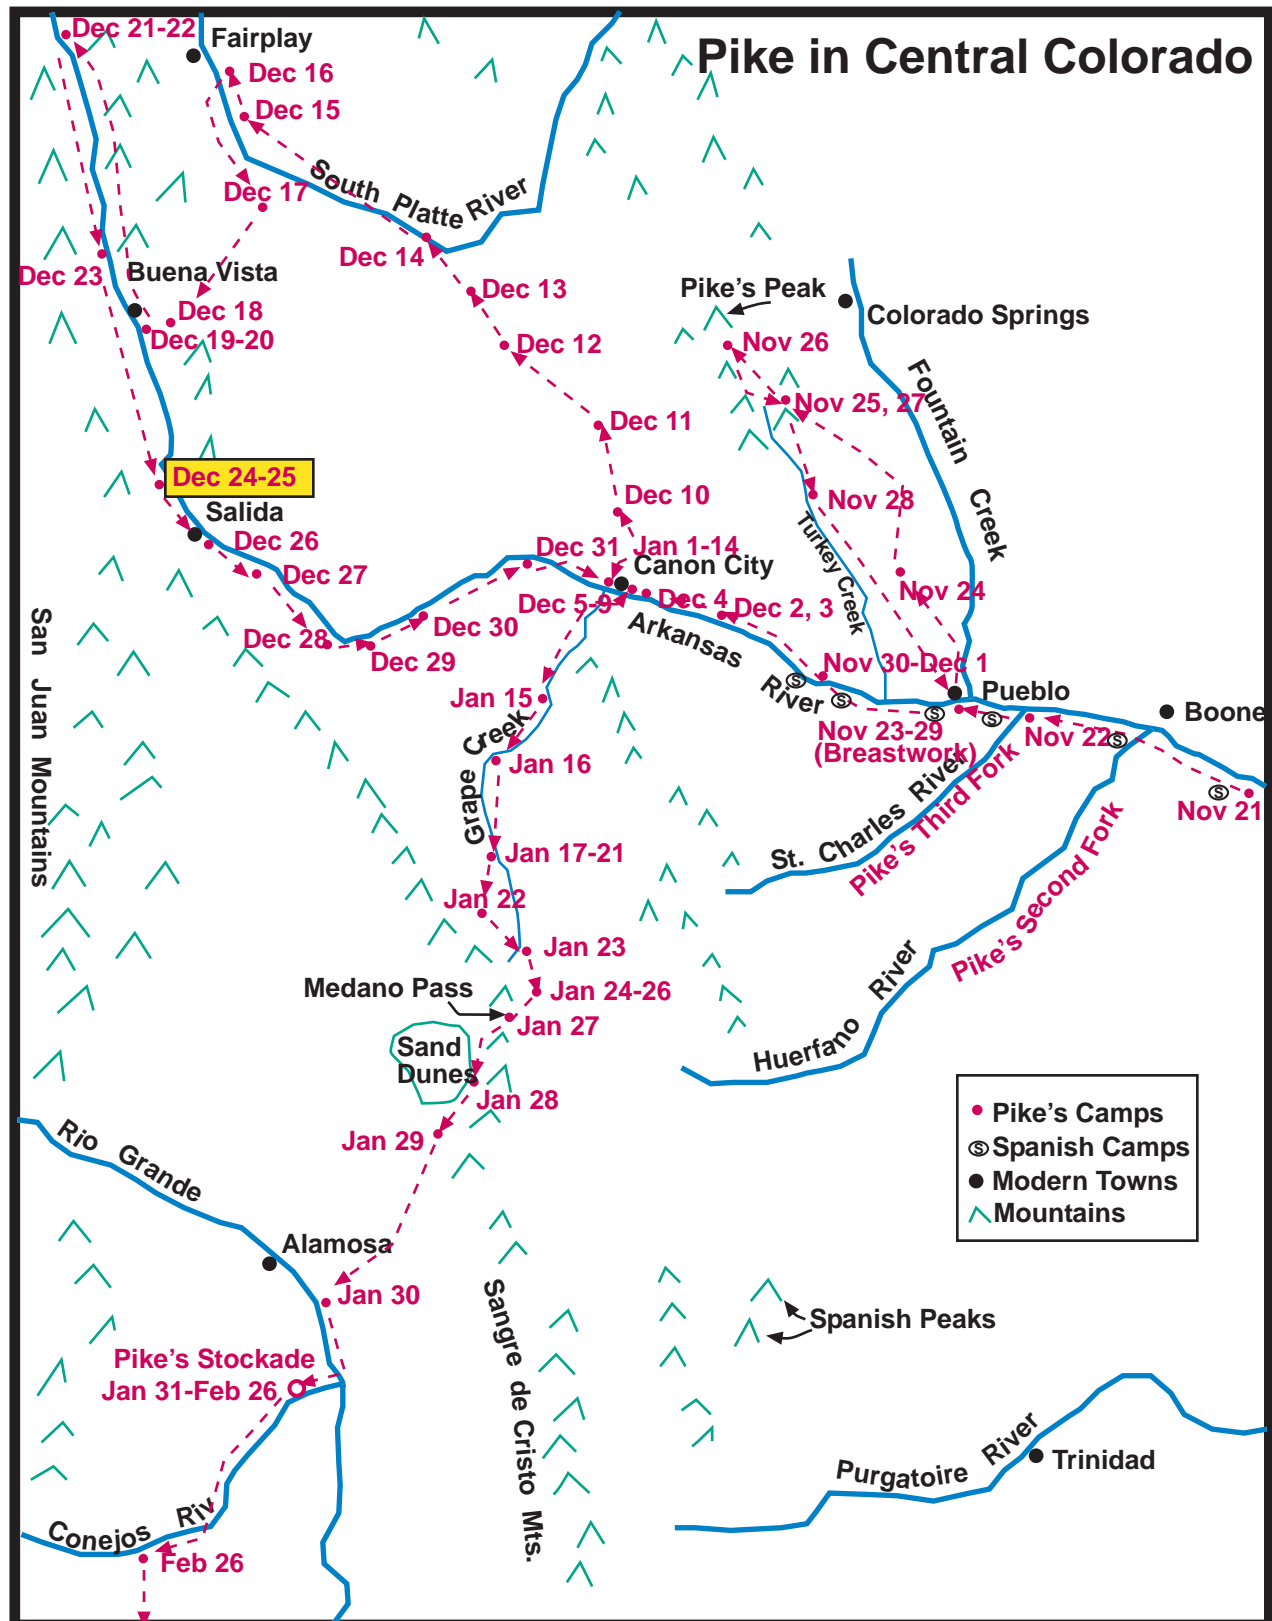 Pike in Central Colorado
Dec 21-22
Fairplay
Dec 16
Dec 15
South Platte River
Dec 17
Dec 14
Dec 23
Buena Vista
Dec 13
Pike's Peak
Colorado Springs
Dec 18
Dec 19-20
Dec 12
Nov 26
Fountain Creek
Nov 25, 27
Dec 11
Dec 24-25
Salida
Dec 10
Nov 28
Turkey Creek
Dec 26
Dec 31
Jan 1-14
Canon City
Dec 27
Dec 5-9
Dec 4
Dec 2, 3
Nov 24
Dec 28
Dec 30
Dec 29
Arkansas
River
Nov 30-Dec 1
Pueblo
Boone
San Juan Mountains
Jan 15
Grape Creek
Nov 23-29
(Breastwork)
Nov 22
Nov 21
Jan 16
St. Charles River
Pike's Third Fork
Jan 17-21
Jan 22
Pike's Second Fork
Jan 23
Medano Pass
Jan 24-26
Jan 27
Huerfano River
Sand
Dunes
Jan 28
Jan 29
Pike's Camps
S Spanish Camps
Modern Towns
Mountains
Rio Grande
Alamosa
Jan 30
Sangre de Cristo Mts.
Spanish Peaks
Pike's Stockade
Jan 31-Feb 26
Purgatoire River
Trinidad
Conejos Riv
Feb 26
S
S
S
S
S
S